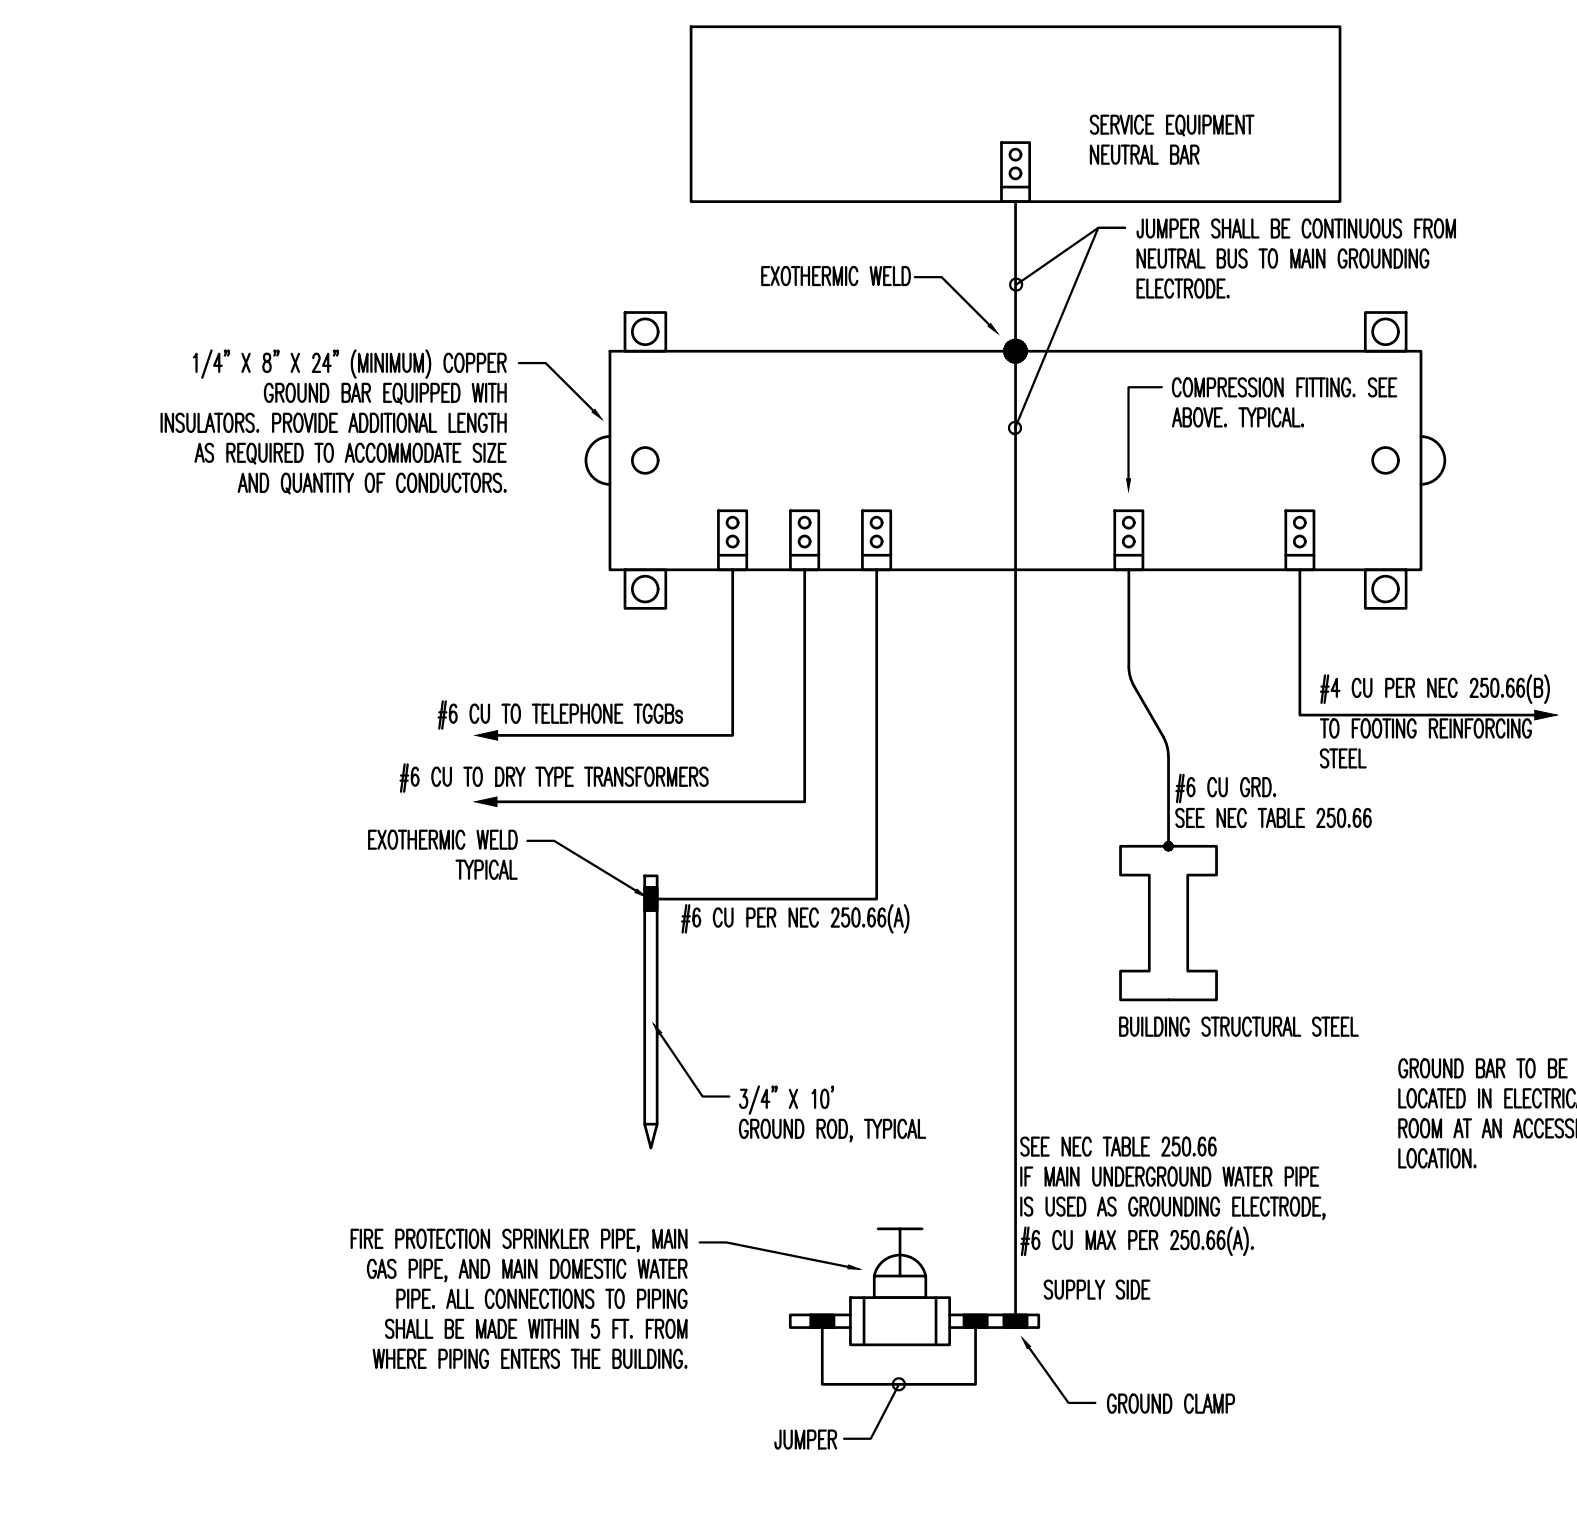 SERVICE EQUIPMENT
NEUTRAL BAR
JUMPER SHALL BE CONTINUOUS FROM
NEUTRAL BUS TO MAIN GROUNDING
ELECTRODE.
EXOTHERMIC WELD
1/4" X 8" X 24" (MINIMUM) COPPER
GROUND BAR EQUIPPED WITH
INSULATORS. PROVIDE ADDITIONAL LENGTH
AS REQUIRED TO ACCOMMODATE SIZE
AND QUANTITY OF CONDUCTORS.
COMPRESSION FITTING. SEE
ABOVE. TYPICAL.
#6 CU TO TELEPHONE TGGBs
#4 CU PER NEC 250.66(B)
TO FOOTING REINFORCING
STEEL
#6 CU TO DRY TYPE TRANSFORMERS
#6 CU GRD.
SEE NEC TABLE 250.66
EXOTHERMIC WELD
TYPICAL
#6 CU PER NEC 250.66(A)
BUILDING STRUCTURAL STEEL
3/4" X 10'
GROUND ROD, TYPICAL
GROUND BAR TO BE
LOCATED IN
ROOM AT AN
LOCATION.
SEE NEC TABLE 250.66
IF MAIN UNDERGROUND WATER PIPE
IS USED AS GROUNDING ELECTRODE,
#6 CU MAX PER 250.66(A).
FIRE PROTECTION SPRINKLER PIPE, MAIN
GAS PIPE, AND MAIN DOMESTIC WATER
PIPE. ALL CONNECTIONS TO PIPING
SHALL BE MADE WITHIN 5 FT. FROM
WHERE PIPING ENTERS THE BUILDING.
SUPPLY SIDE
GROUND CLAMP
JUMPER